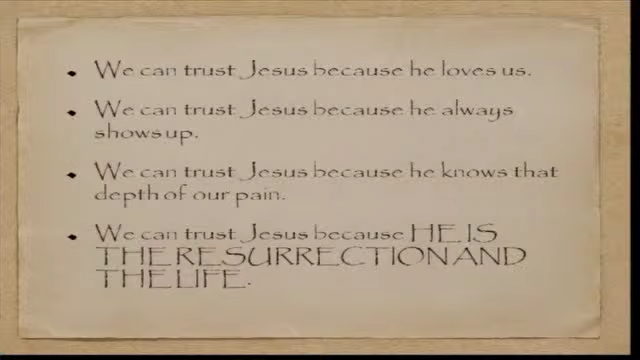 • We can trust Jesus because he loves us.
• We can trust Jesus because he always
shows up.
• We can trust Jesus because he knows that
depth of our pain.
• We can trust Jesus because HE IS
THE RESURRECTION AND
THE LIFE.